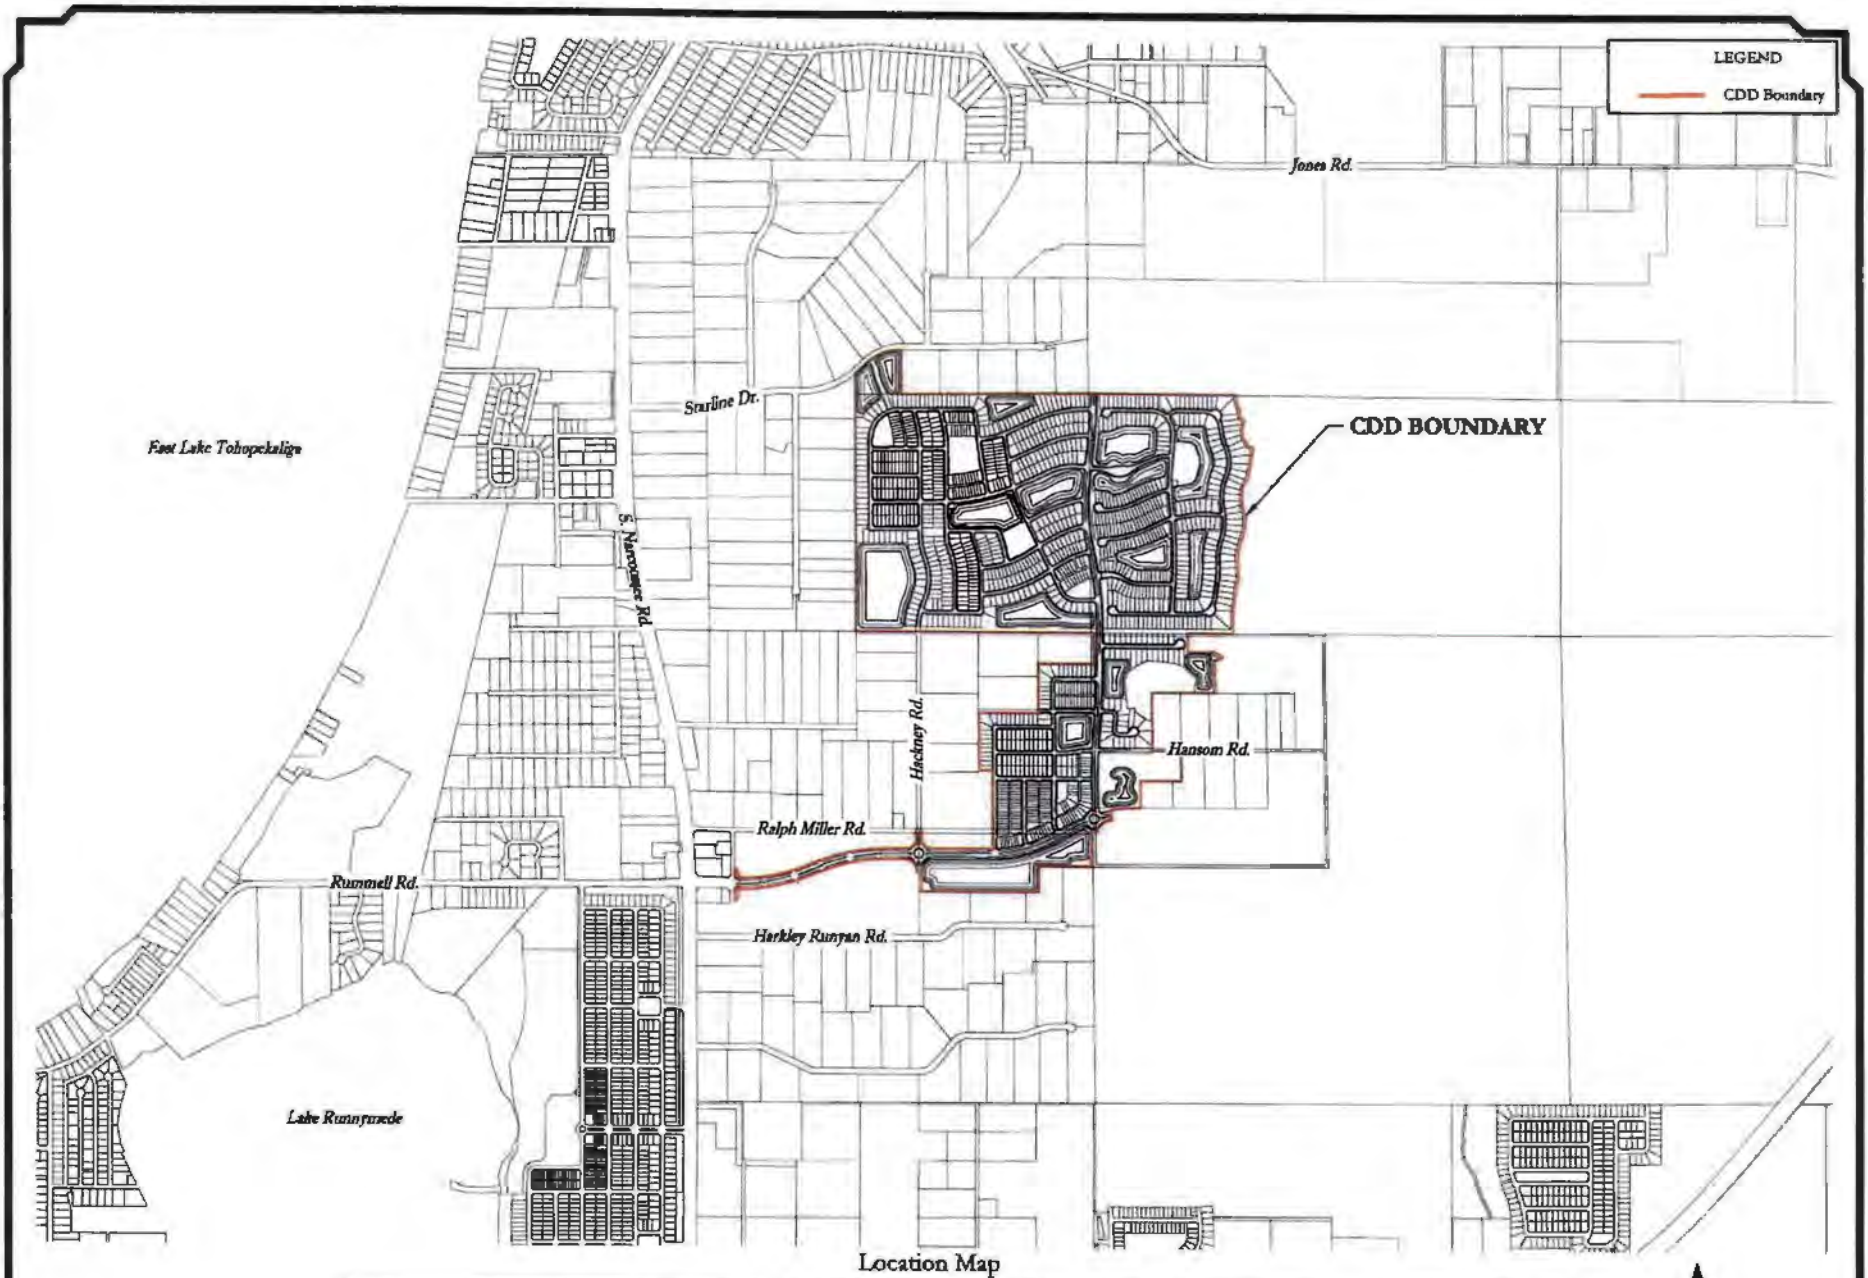 LEGEND
CDD Boundary
Jones Rd.
Starline Dr.
CDD BOUNDARY
East Lake Tohopekaliga
S. Narcoossee Rd.
Hackney Rd.
Hansom Rd.
Ralph Miller Rd.
Rummell Rd.
Harkley Runyan Rd.
Lake Runnymede
Location Map